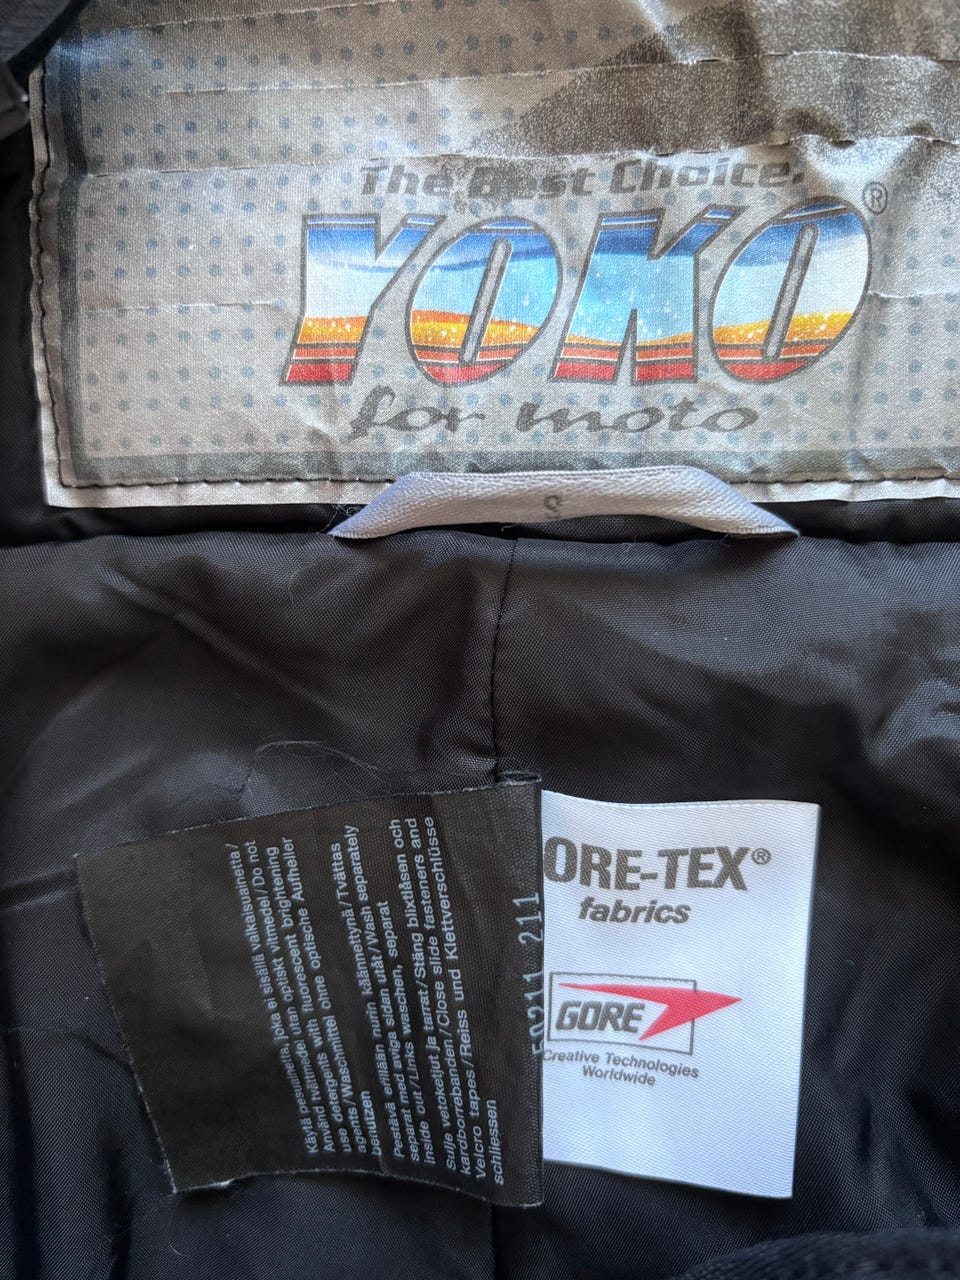 The Best Choice.
YOKO®
for moto
S
Käytä pesuainetta, joka ei sisällä valkaisuainetta/
Använd tvättmedel utan optiskt vitmedel/Do not
use detergents with fluorescent brightening
agents/Waschmittel ohne optische Aufheller
benutzen
Pestävä erillään nurin käännettynä/Tvättas
separat med aviga sidan utåt/Wash separately
inside out/Links waschen, separat
Sulje vetoketjut ja tarrat/Stäng blixtlåsen och
kardborrebanden/Close slide fasteners and
Velcro tapes/Reiss und Klettverschlüsse
schliessen
211
ORE-TEX®
fabrics
GORE
Creative Technologies
Worldwide